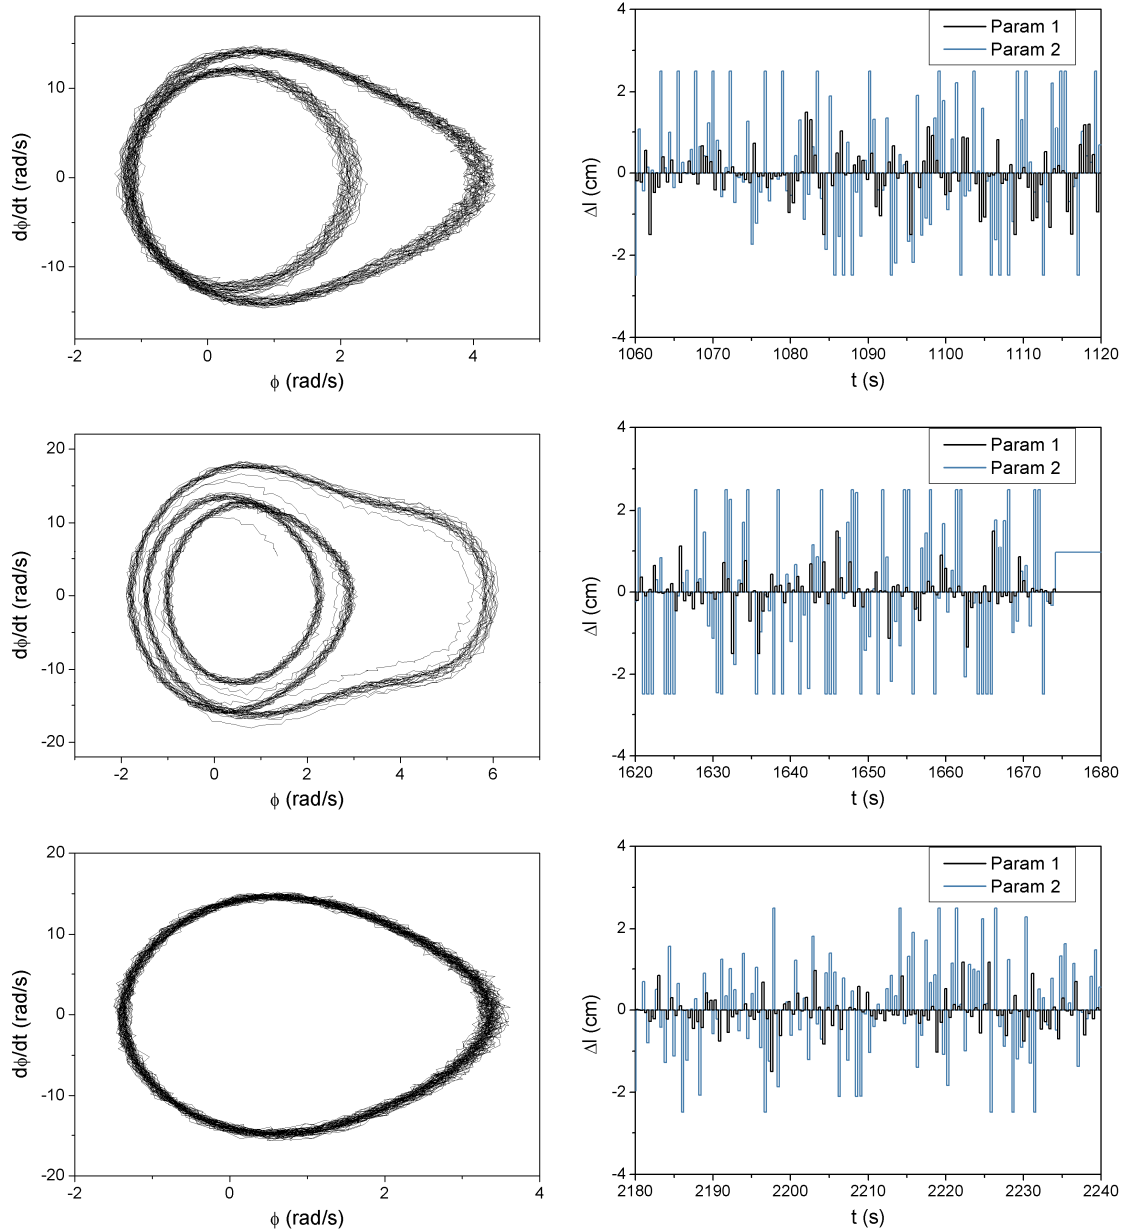 10
0
-10
-2
0
2
4
dϕ/dt (rad/s)
ϕ (rad/s)
4
2
0
-2
-4
1060 1070 1080 1090 1100 1110 1120
Δl (cm)
t (s)
Param 1
Param 2
20
10
0
-10
-20
-2 0 2 4 6
dϕ/dt (rad/s)
ϕ (rad/s)
4
2
0
-2
-4
1620 1630 1640 1650 1660 1670 1680
Δl (cm)
t (s)
Param 1
Param 2
20
10
0
-10
-20
-2 0 2 4
dϕ/dt (rad/s)
ϕ (rad/s)
4
2
0
-2
-4
2180 2190 2200 2210 2220 2230 2240
Δl (cm)
t (s)
Param 1
Param 2